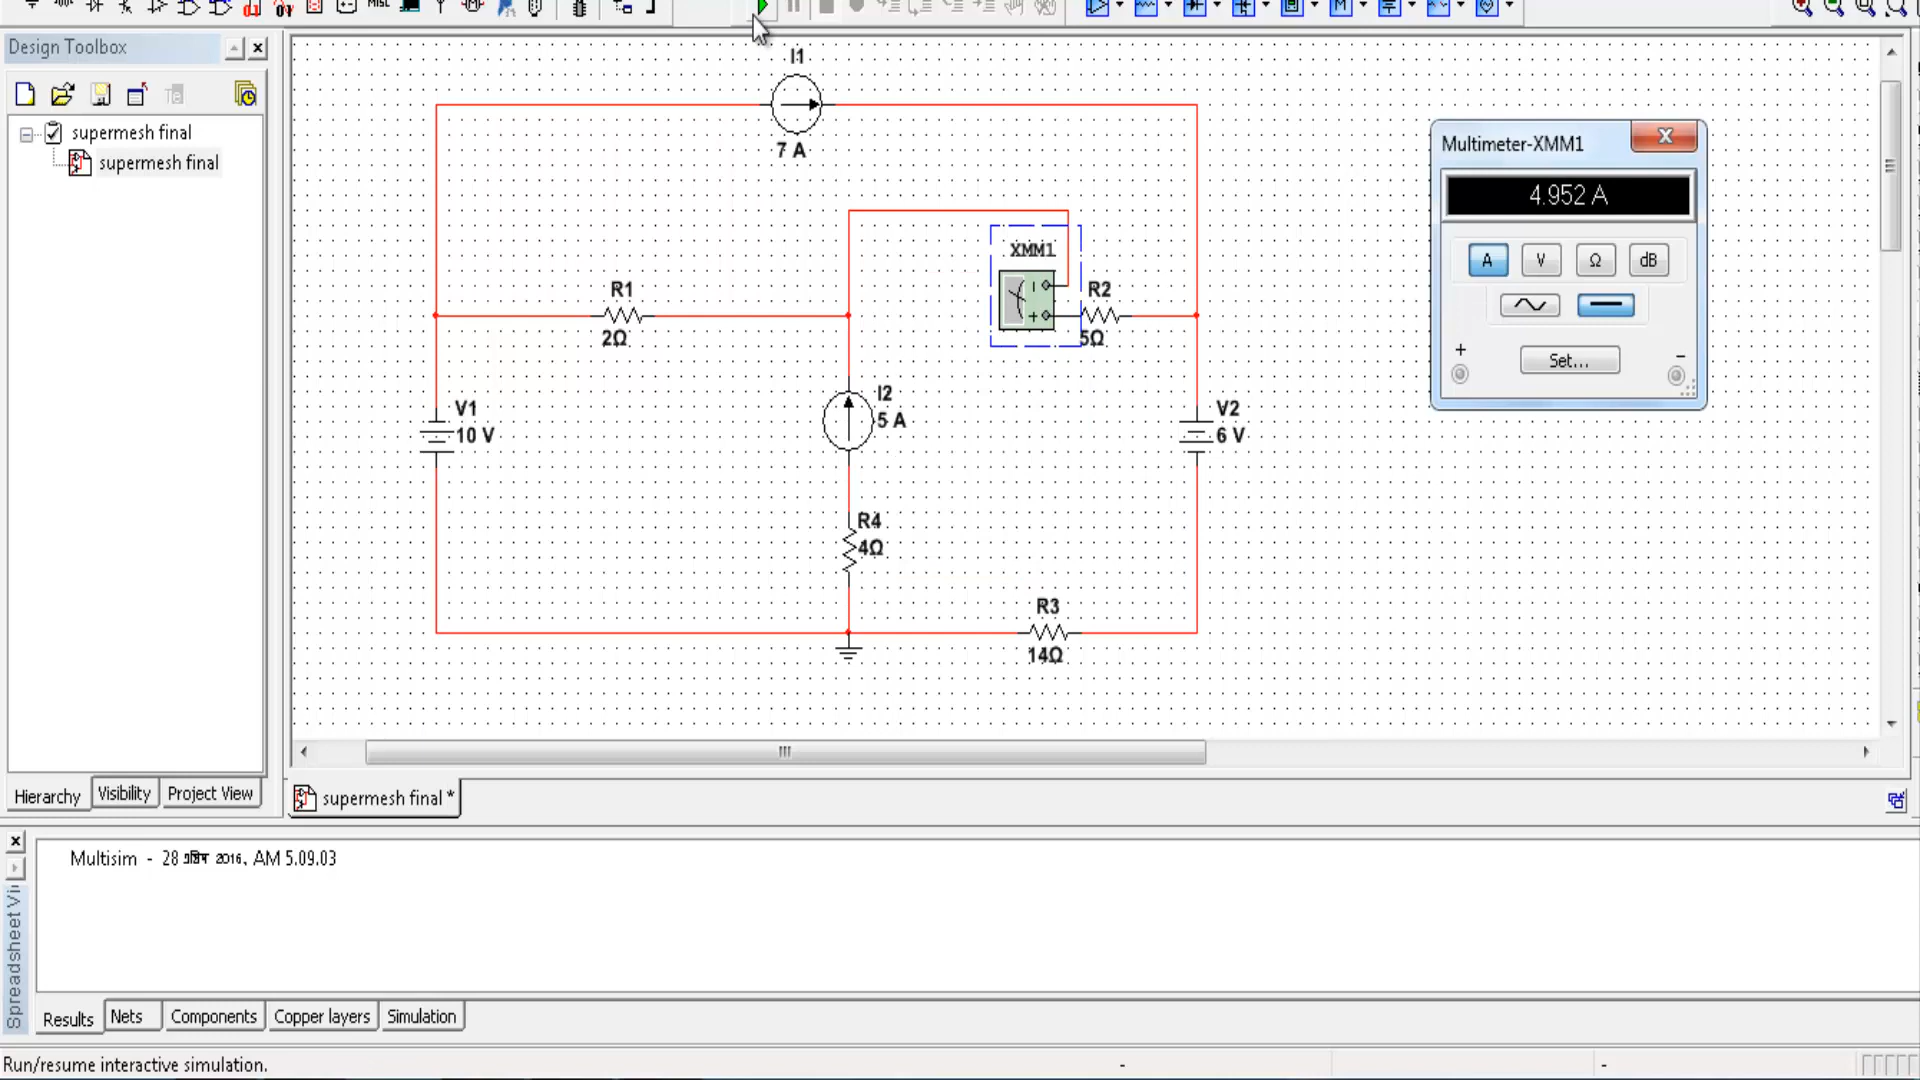 MISC
Design Toolbox
supermesh final
supermesh final
Hierarchy
Visibility
Project View
I1
7 A
XMM1
R1
2Ω
R2
5Ω
V1
10 V
I2
5 A
V2
6 V
R4
4Ω
R3
14Ω
Multimeter-XMM1
4.952 A
A
V
Ω
dB
+
Set...
−
supermesh final *
Multisim - 28 এপ্রিল 2016, AM 5.09.03
Spreadsheet Vi
Results
Nets
Components
Copper layers
Simulation
Run/resume interactive simulation.
-
-